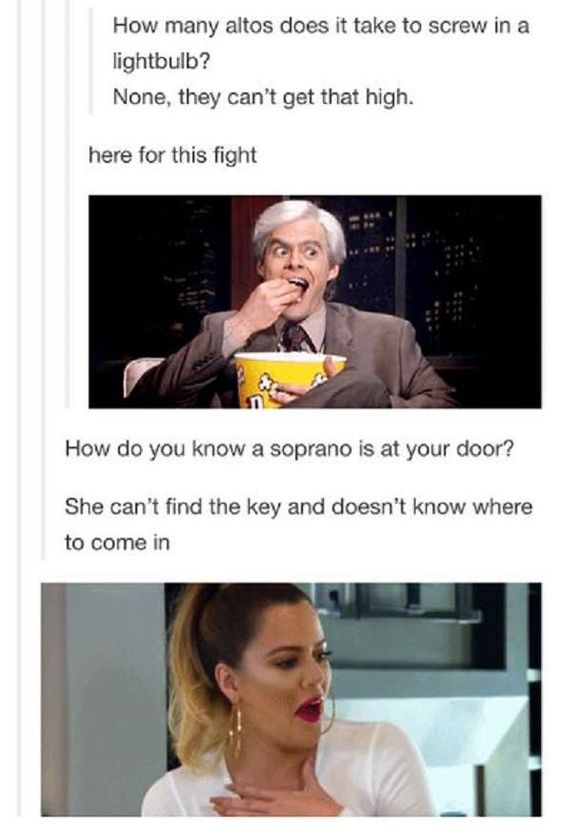 How many altos does it take to screw in a
lightbulb?
None, they can’t get that high.
here for this fight
How do you know a soprano is at your door?
She can’t find the key and doesn’t know where
to come in